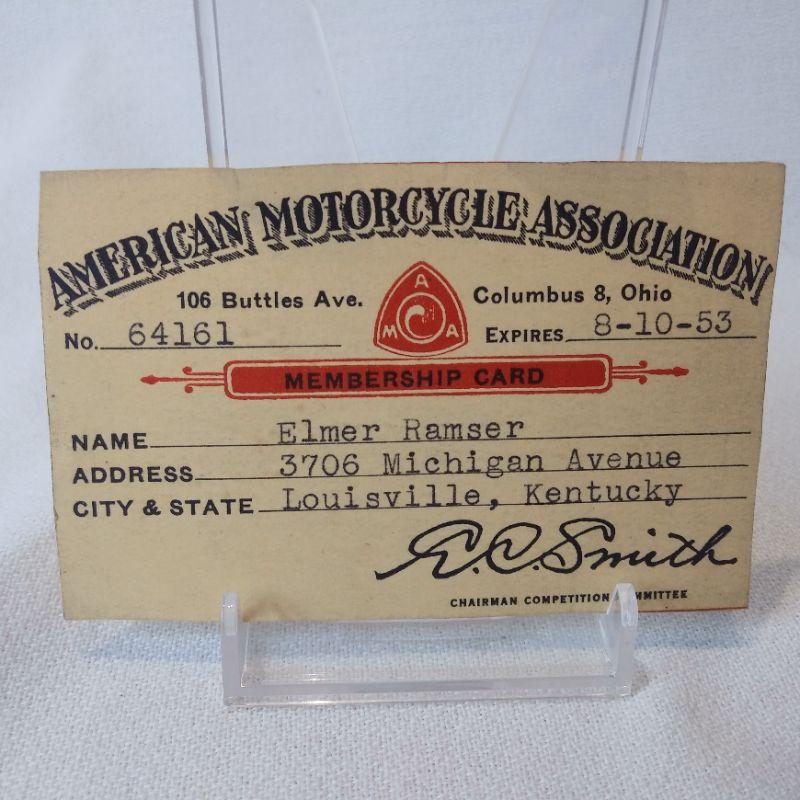 AMERICAN MOTORCYCLE ASSOCIATION
106 Buttles Ave. Columbus 8, Ohio
A
M A
No. 64161 EXPIRES 8-10-53
MEMBERSHIP CARD
NAME Elmer Ramser
ADDRESS 3706 Michigan Avenue
CITY & STATE Louisville, Kentucky
E.C. Smith
CHAIRMAN COMPETITION MMITTEE